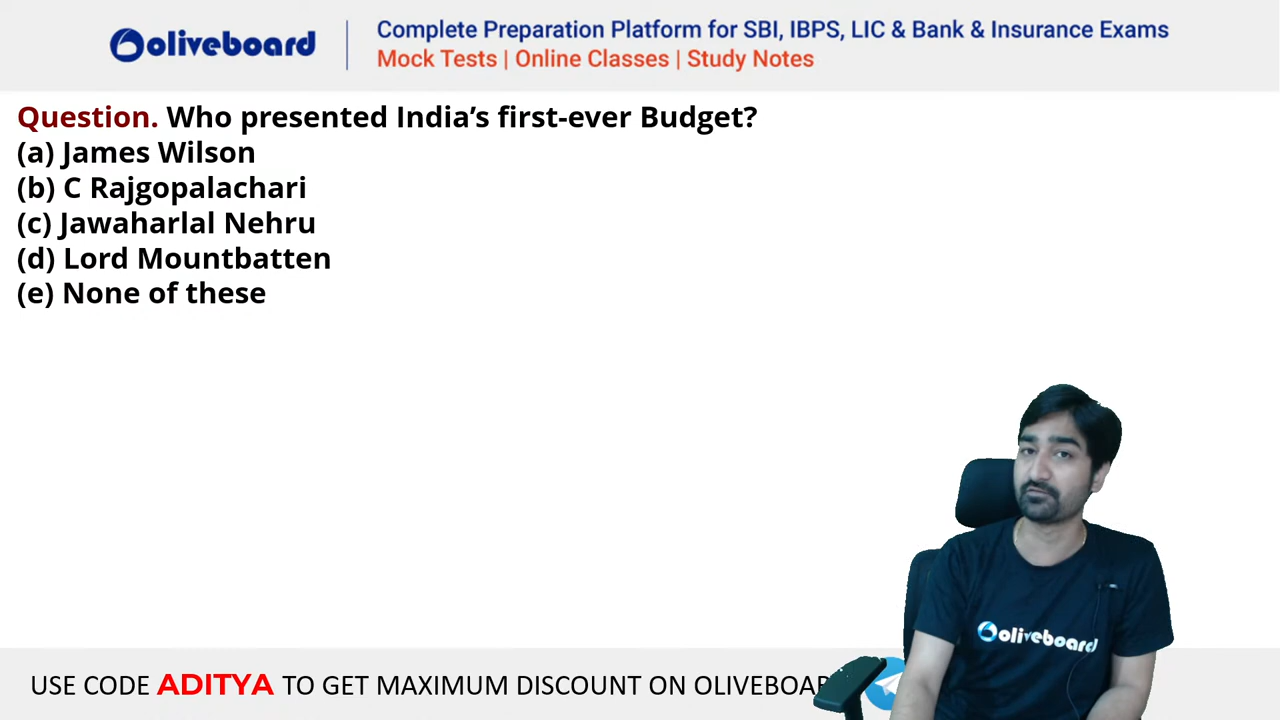 oliveboard
Complete Preparation Platform for SBI, IBPS, LIC & Bank & Insurance Exams
Mock Tests | Online Classes | Study Notes
Question. Who presented India’s first-ever Budget?
(a) James Wilson
(b) C Rajgopalachari
(c) Jawaharlal Nehru
(d) Lord Mountbatten
(e) None of these
oliveboard
USE CODE ADITYA TO GET MAXIMUM DISCOUNT ON